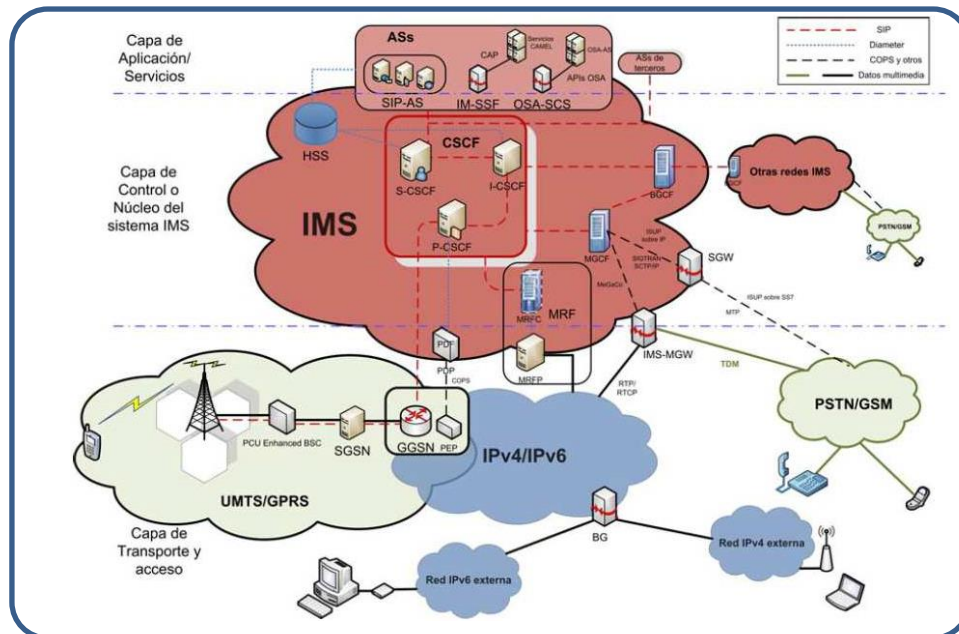 Capa de
Aplicación/
Servicios
ASs
Servicios
CAMEL
OSA-AS
CAP
APIs OSA
SIP-AS
IM-SSF
OSA-SCS
ASs de
terceros
SIP
Diameter
COPS y otros
Datos multimedia
HSS
CSCF
S-CSCF
I-CSCF
P-CSCF
BGCF
Otras redes IMS
PSTN/GSM
Capa de
Control o
Núcleo del
sistema IMS
IMS
MGCF
ISUP
sobre IP
SIGTRAN
SCTP/IP
MeGaCo
SGW
ISUP sobre SS7
MTP
MRFC
MRF
MRFP
IMS-MGW
TDM
RTP/
RTCP
PDF
PDP
COPS
PCU Enhanced BSC
SGSN
GGSN
PEP
IPv4/IPv6
PSTN/GSM
UMTS/GPRS
Capa de
Transporte y
acceso
BG
Red IPv6 externa
Red IPv4 externa